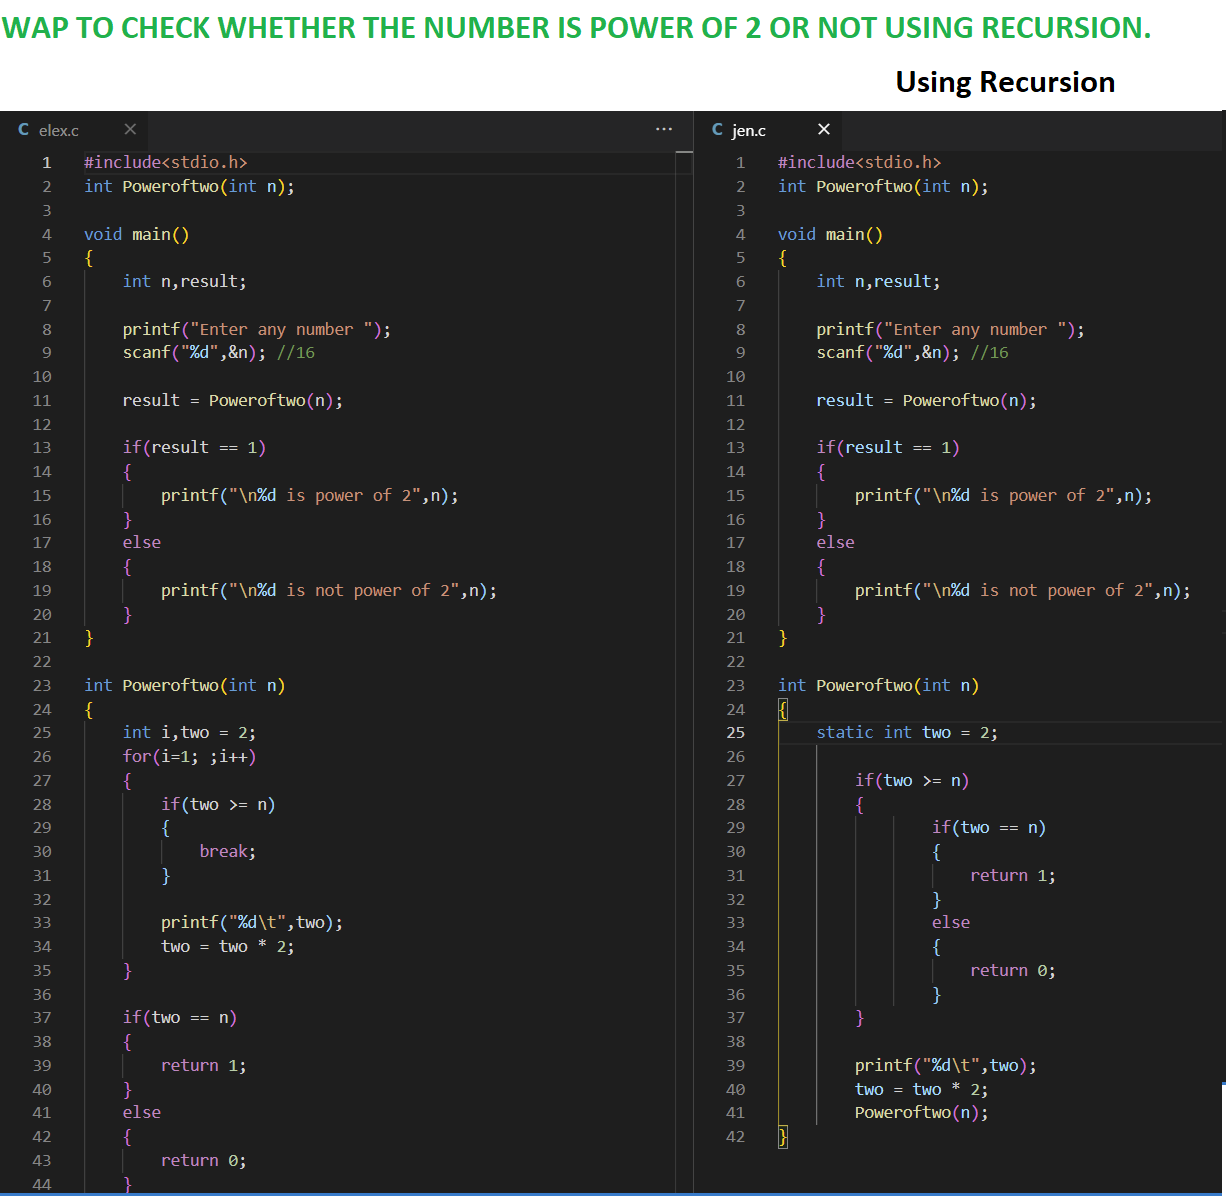 WAP TO CHECK WHETHER THE NUMBER IS POWER OF 2 OR NOT USING RECURSION.
Using Recursion
C elex.c × ...
1 #include<stdio.h>
2 int Poweroftwo(int n);
3
4 void main()
5 {
6 int n,result;
7
8 printf("Enter any number ");
9 scanf("%d",&n); //16
10
11 result = Poweroftwo(n);
12
13 if(result == 1)
14 {
15 printf("\n%d is power of 2",n);
16 }
17 else
18 {
19 printf("\n%d is not power of 2",n);
20 }
21 }
22
23 int Poweroftwo(int n)
24 {
25 int i,two = 2;
26 for(i=1; ;i++)
27 {
28 if(two >= n)
29 {
30 break;
31 }
32
33 printf("%d\t",two);
34 two = two * 2;
35 }
36
37 if(two == n)
38 {
39 return 1;
40 }
41 else
42 {
43 return 0;
44 }
C jen.c ×
1 #include<stdio.h>
2 int Poweroftwo(int n);
3
4 void main()
5 {
6 int n,result;
7
8 printf("Enter any number ");
9 scanf("%d",&n); //16
10
11 result = Poweroftwo(n);
12
13 if(result == 1)
14 {
15 printf("\n%d is power of 2",n);
16 }
17 else
18 {
19 printf("\n%d is not power of 2",n);
20 }
21 }
22
23 int Poweroftwo(int n)
24 {
25 static int two = 2;
26
27 if(two >= n)
28 {
29 if(two == n)
30 {
31 return 1;
32 }
33 else
34 {
35 return 0;
36 }
37 }
38
39 printf("%d\t",two);
40 two = two * 2;
41 Poweroftwo(n);
42 }